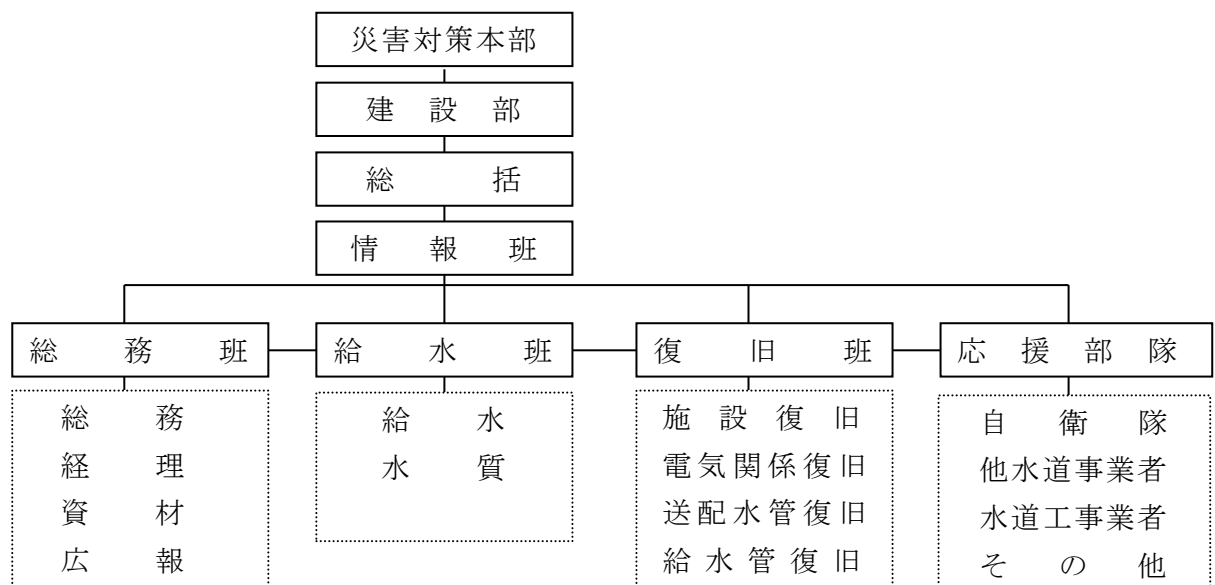 災害対策本部
建設部
総括
情報班
総務班
給水班
復旧班
応援部隊
総務
経理
資材
広報
給水
水質
施設復旧
電気関係復旧
送配水管復旧
給水管復旧
自衛隊
他水道事業者
水道工事業者
その他